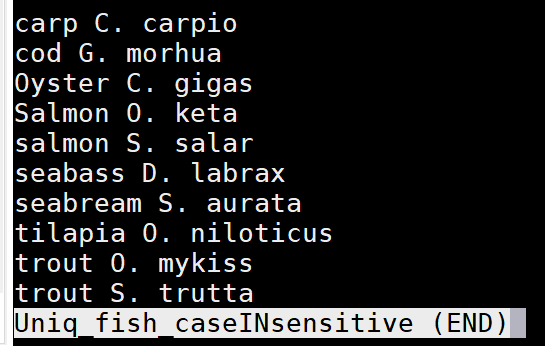 carp C. carpio
cod G. morhua
Oyster C. gigas
Salmon O. keta
salmon S. salar
seabass D. labrax
seabream S. aurata
tilapia O. niloticus
trout O. mykiss
trout S. trutta
Uniq_fish_caseINsensitive (END)